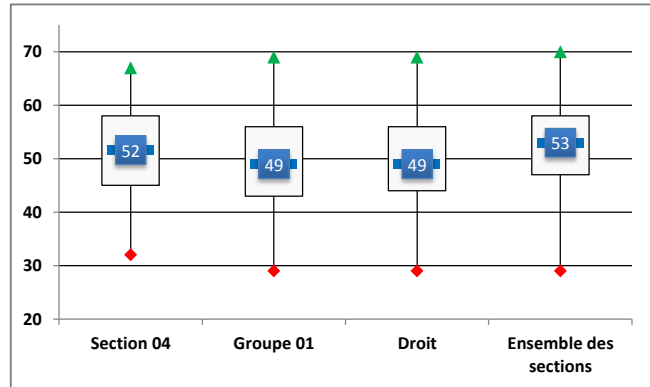 70
60
50
40
30
20
52
49
49
53
Section 04
Groupe 01
Droit
Ensemble des
sections